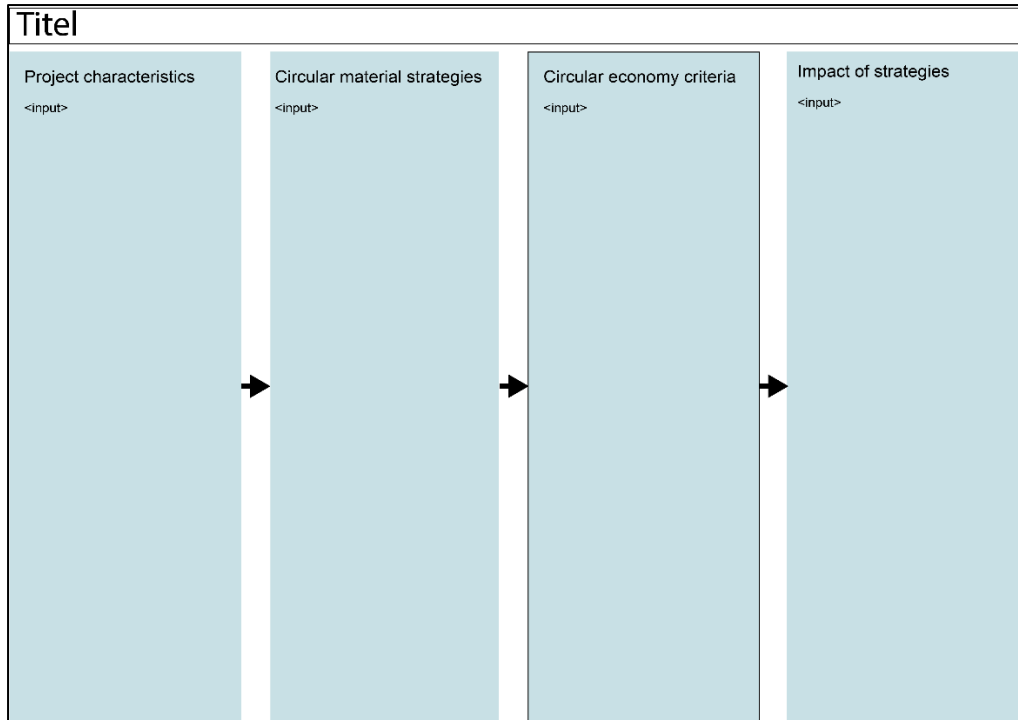 Titel
Project characteristics
<input>
Circular material strategies
<input>
Circular economy criteria
<input>
Impact of strategies
<input>